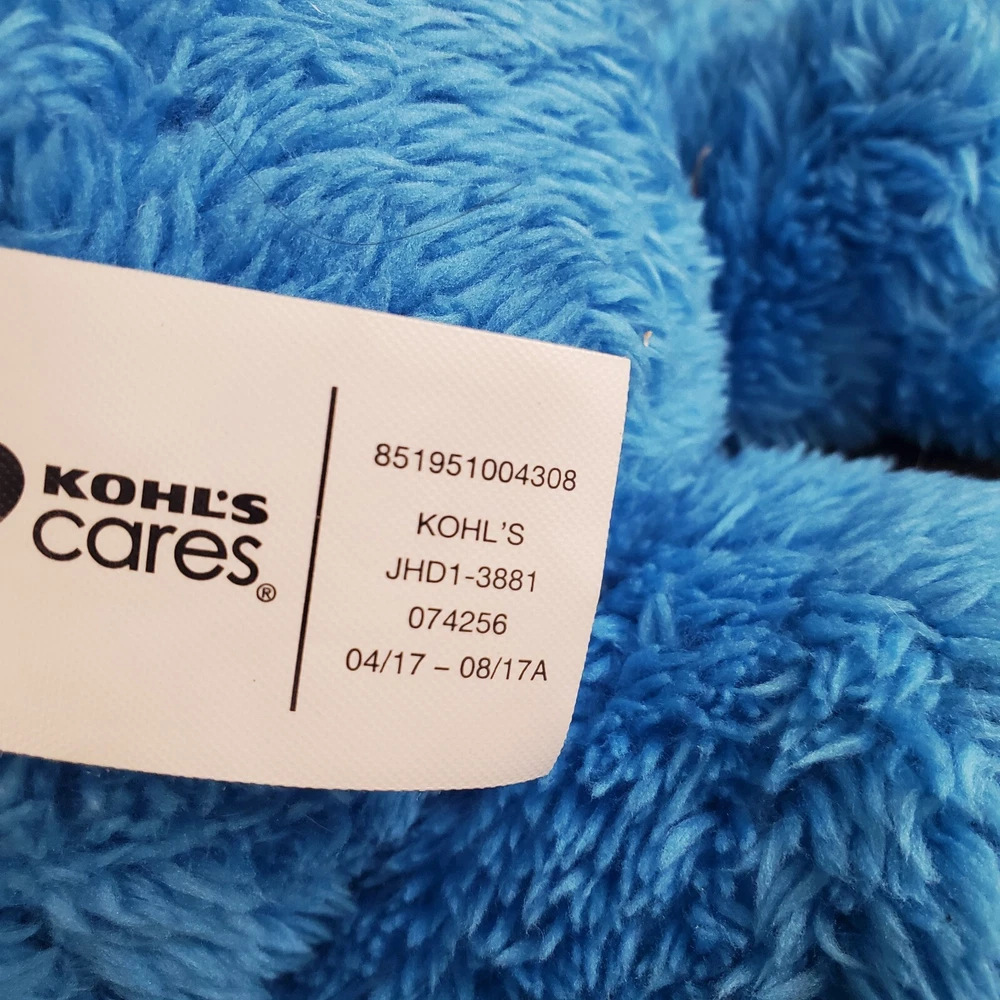 KOHL'S
cares®
851951004308
KOHL'S
JHD1-3881
074256
04/17 – 08/17A